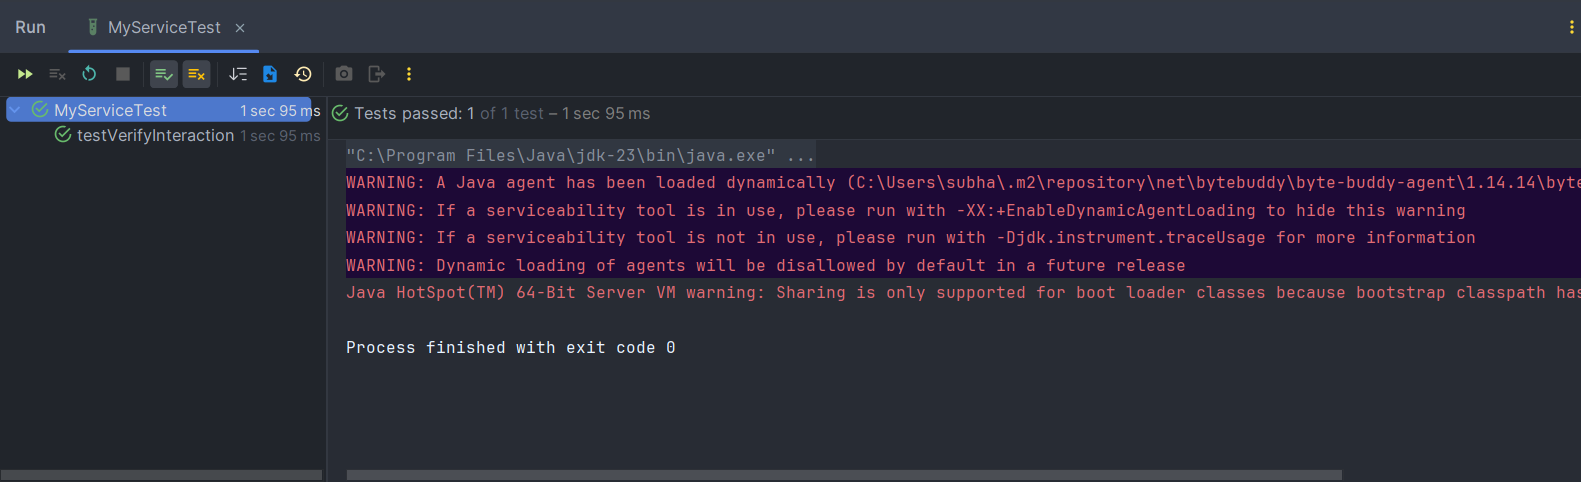 Run MyServiceTest
MyServiceTest 1 sec 95 ms
testVerifyInteraction 1 sec 95 ms
Tests passed: 1 of 1 test – 1 sec 95 ms
"C:\Program Files\Java\jdk-23\bin\java.exe" ...
WARNING: A Java agent has been loaded dynamically (C:\Users\subha\.m2\repository\net\bytebuddy\byte-buddy-agent\1.14.14\byte
WARNING: If a serviceability tool is in use, please run with -XX:+EnableDynamicAgentLoading to hide this warning
WARNING: If a serviceability tool is not in use, please run with -Djdk.instrument.traceUsage for more information
WARNING: Dynamic loading of agents will be disallowed by default in a future release
Java HotSpot(TM) 64-Bit Server VM warning: Sharing is only supported for boot loader classes because bootstrap classpath has
Process finished with exit code 0